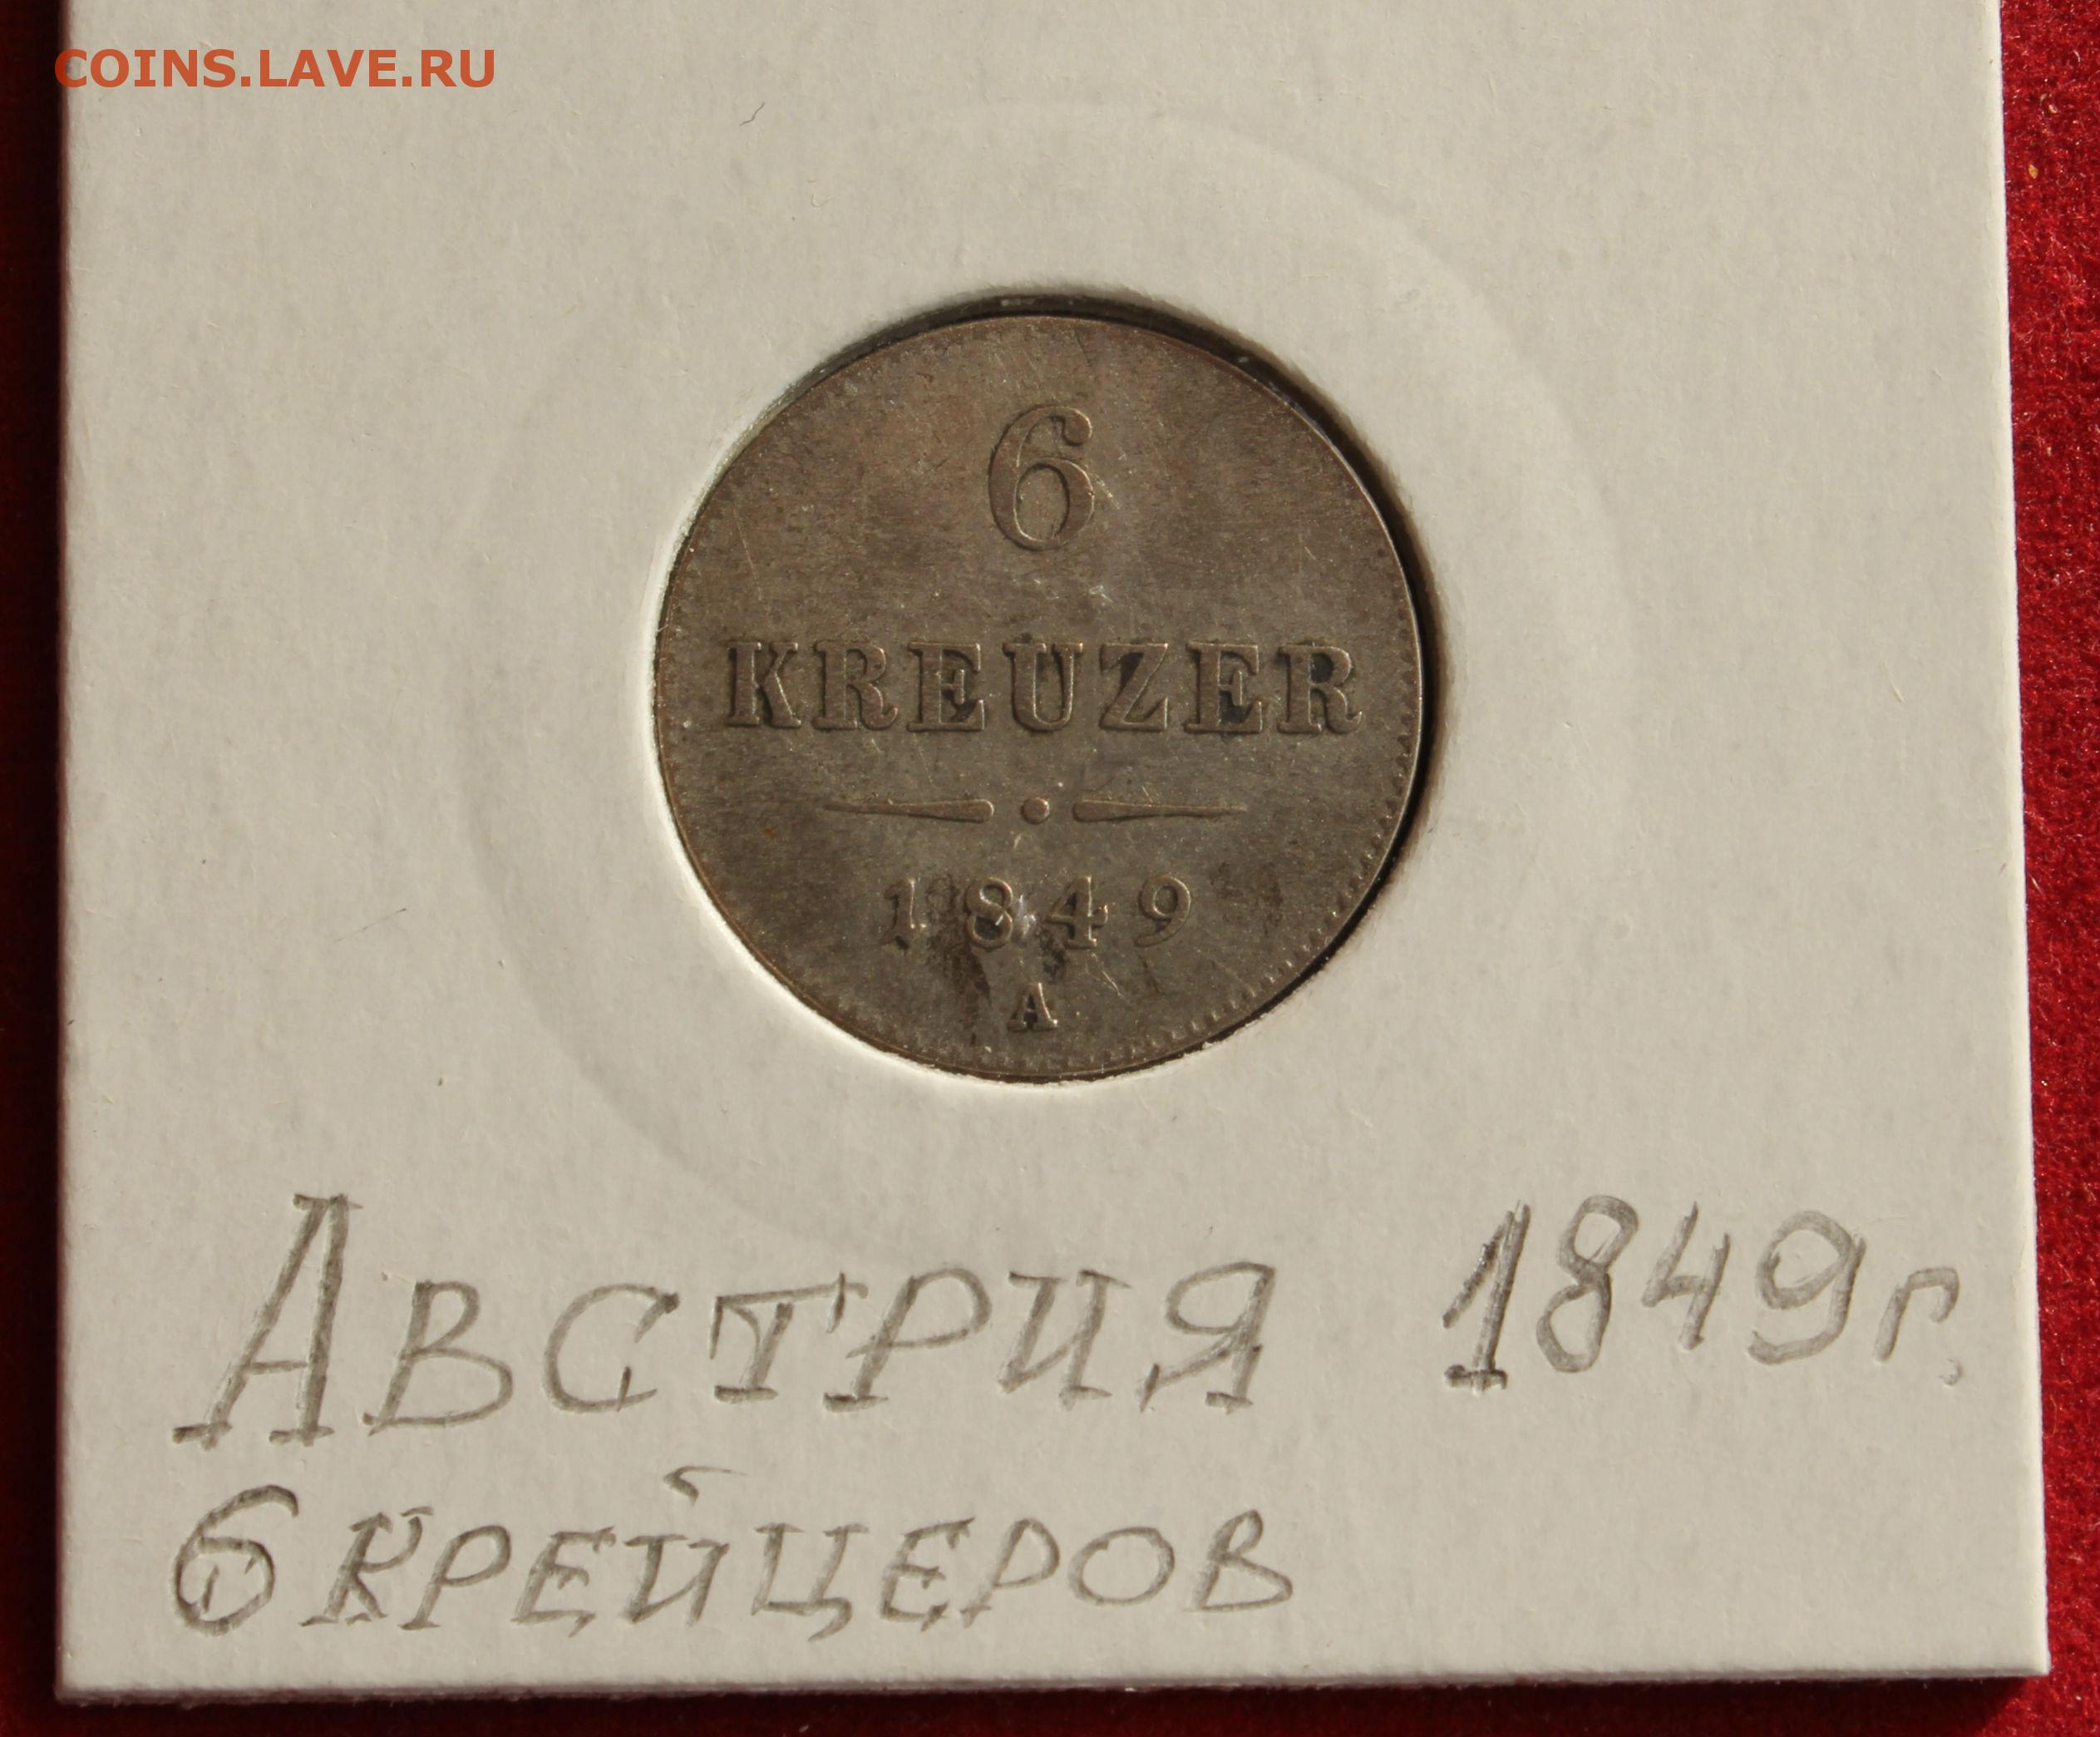 COINS.LAVE.RU
6
KREUZER
1849
A
АВСТРИЯ 1849г.
6 КРЕЙЦЕРОВ